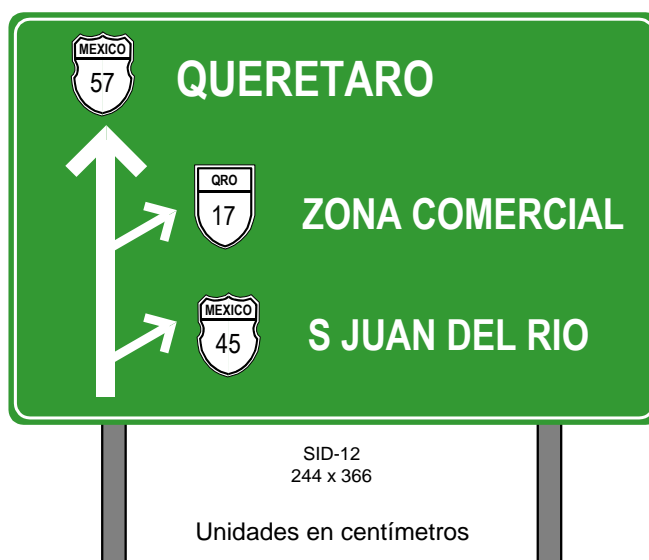 MEXICO
57
QUERETARO
QRO
17
ZONA COMERCIAL
MEXICO
45
S JUAN DEL RIO
SID-12
244 x 366
Unidades en centímetros